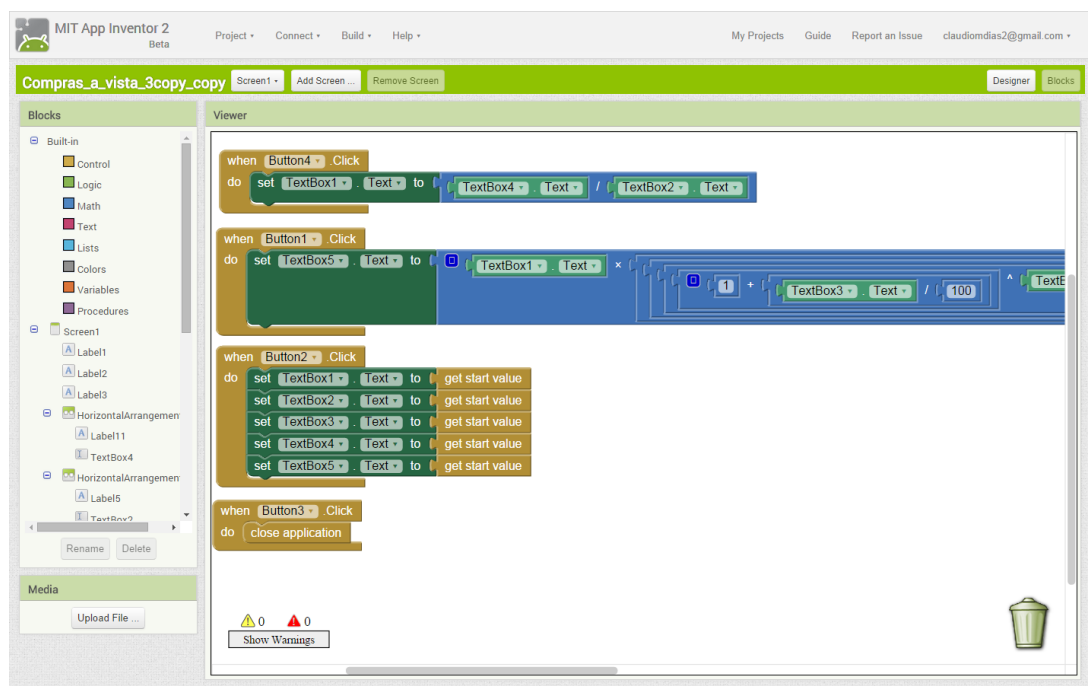 MIT App Inventor 2
Beta
Project Connect Build Help
My Projects Guide Report an Issue claudiomdias2@gmail.com
Compras_a_vista_3copy_copy Screen1 Add Screen ... Remove Screen
Designer Blocks
Blocks
Built-in
Control
Logic
Math
Text
Lists
Colors
Variables
Procedures
Screen1
Label1
Label2
Label3
HorizontalArrangemen
Label11
TextBox4
HorizontalArrangemen
Label5
TextBox2
Rename Delete
Media
Upload File ...
Viewer
when Button4 .Click
do set TextBox1 . Text to TextBox4 . Text / TextBox2 . Text
when Button1 .Click
do set TextBox5 . Text to TextBox1 . Text × 1 + TextBox3 . Text / 100 ^ TextB
when Button2 .Click
do set TextBox1 . Text to get start value
set TextBox2 . Text to get start value
set TextBox3 . Text to get start value
set TextBox4 . Text to get start value
set TextBox5 . Text to get start value
when Button3 .Click
do close application
0 0
Show Warnings